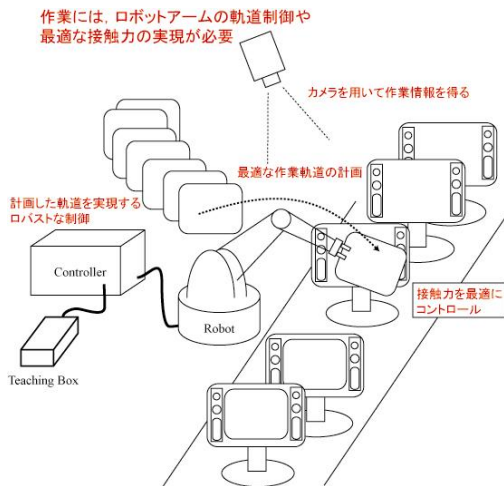 作業には，ロボットアームの軌道制御や
最適な接触力の実現が必要
カメラを用いて作業情報を得る
最適な作業軌道の計画
計画した軌道を実現する
ロバストな制御
Controller
接触力を最適に
コントロール
Robot
Teaching Box